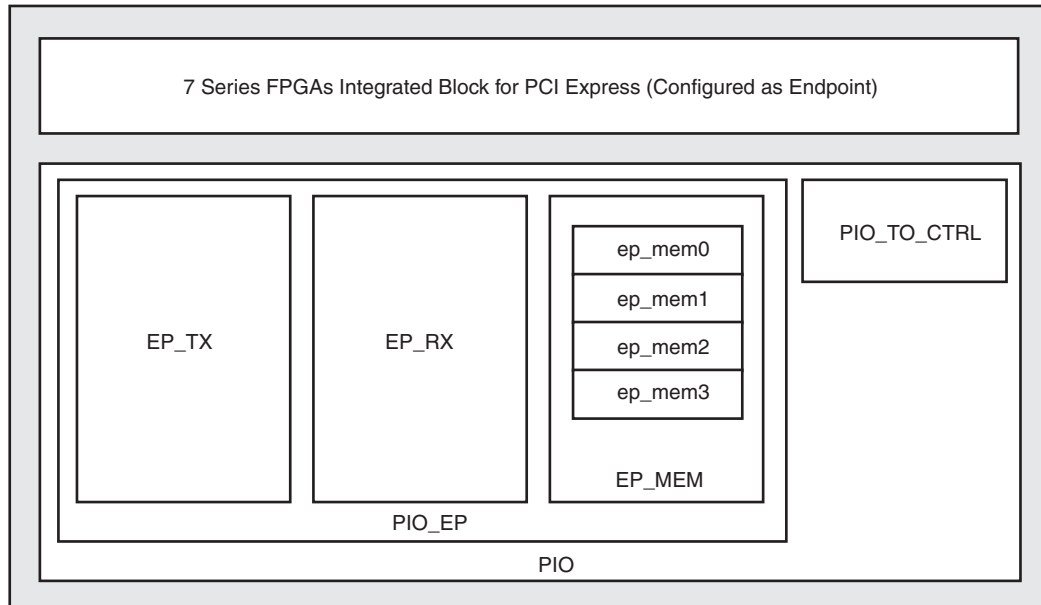 7 Series FPGAs Integrated Block for PCI Express (Configured as Endpoint)
PIO_TO_CTRL
ep_mem0
ep_mem1
EP_TX
EP_RX
ep_mem2
ep_mem3
EP_MEM
PIO_EP
PIO